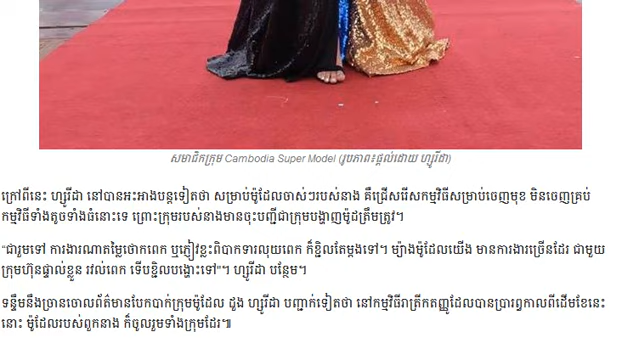 សមាជិកក្រុម Cambodia Super Model (រូបភាព៖ផ្តល់ដោយ ហ្សូរីដា)
ក្រៅពីនេះ ហ្សូរីដា នៅបានអះអាងបន្តទៀតថា សម្រាប់ម៉ូដែលចាស់ៗរបស់នាង គឺជ្រើសរើសកម្មវិធីសម្រាប់ចេញមុខ មិនចេញគ្រប់
កម្មវិធីទាំងតូចទាំងធំនោះទេ ព្រោះក្រុមរបស់នាងមានចុះបញ្ជីជាក្រុមបង្ហាញម៉ូដត្រឹមត្រូវ។
“ជារួមទៅ ការងារណាតម្លៃថោកពេក ឬភ្ញៀវខ្លះពិបាកទារលុយពេក ក៏ខ្ជិលតែម្តងទៅ។ ម៉្យាងម៉ូដែលយើង មានការងារច្រើនដែរ ជាមួយ
ក្រុមហ៊ុនផ្ទាល់ខ្លួន រវល់ពេក ទើបខ្ជិលបង្ហោះទៅ”។ ហ្សូរីដា បន្ថែម។
ទន្ទឹមនឹងច្រានចោលព័ត៌មានបែកបាក់ក្រុមម៉ូដែល ដួង ហ្សូរីដា បញ្ជាក់ទៀតថា នៅកម្មវិធីរាត្រីកតញ្ញូដែលបានប្រារព្ធកាលពីដើមខែនេះ
នោះ ម៉ូដែលរបស់ពួកនាង ក៏ចូលរួមទាំងក្រុមដែរ៕